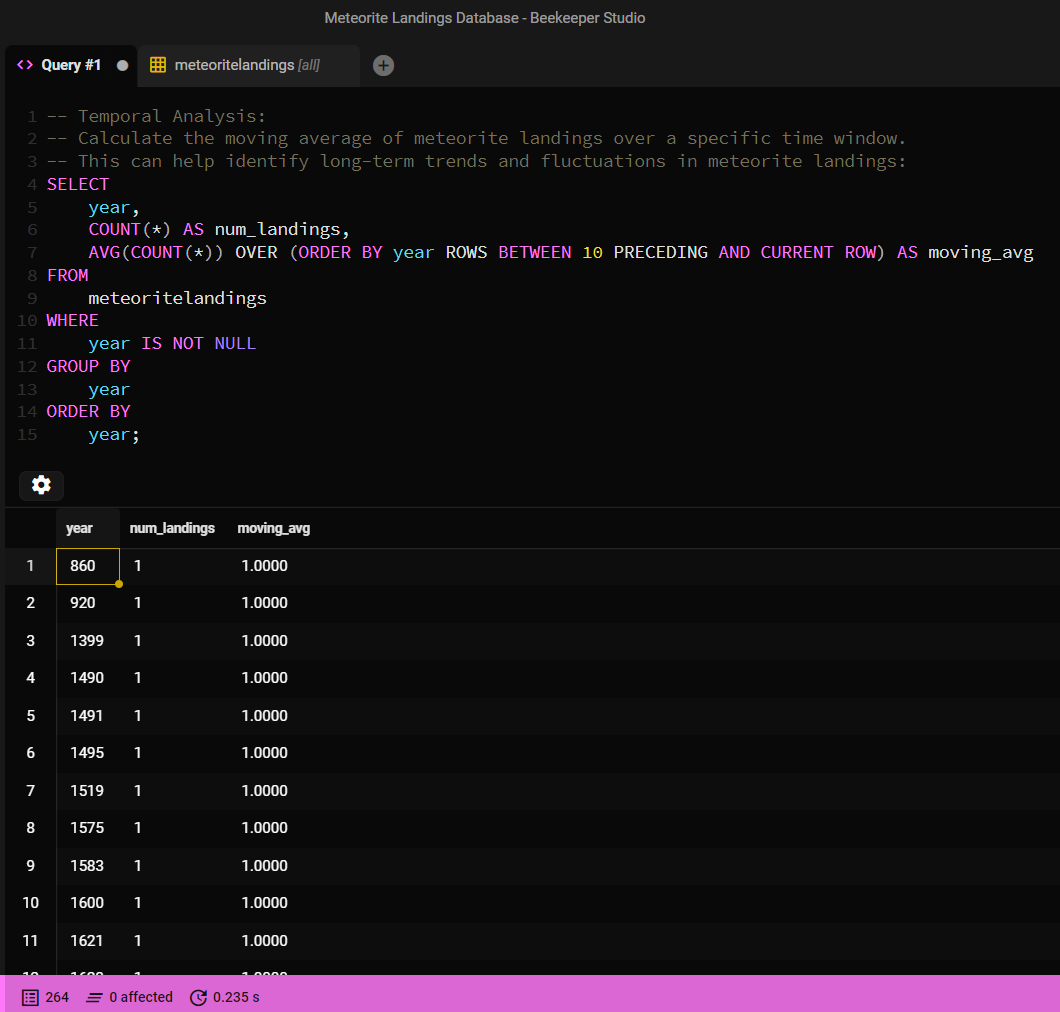 Meteorite Landings Database - Beekeeper Studio
<> Query #1 meteoritelandings [all]
1 -- Temporal Analysis:
2 -- Calculate the moving average of meteorite landings over a specific time window.
3 -- This can help identify long-term trends and fluctuations in meteorite landings:
4 SELECT
5 year,
6 COUNT(*) AS num_landings,
7 AVG(COUNT(*)) OVER (ORDER BY year ROWS BETWEEN 10 PRECEDING AND CURRENT ROW) AS moving_avg
8 FROM
9 meteoritelandings
10 WHERE
11 year IS NOT NULL
12 GROUP BY
13 year
14 ORDER BY
15 year;
year num_landings moving_avg
1 860 1 1.0000
2 920 1 1.0000
3 1399 1 1.0000
4 1490 1 1.0000
5 1491 1 1.0000
6 1495 1 1.0000
7 1519 1 1.0000
8 1575 1 1.0000
9 1583 1 1.0000
10 1600 1 1.0000
11 1621 1 1.0000
264 0 affected 0.235 s